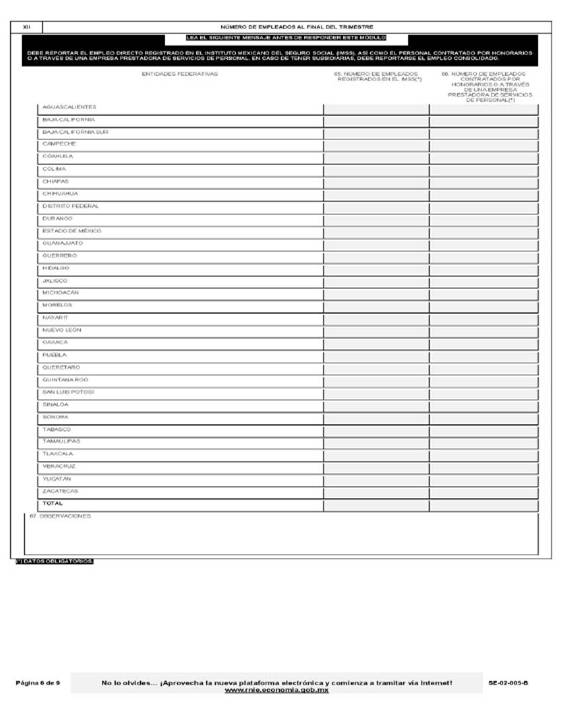 XII NÚMERO DE EMPLEADOS AL FINAL DEL TRIMESTRE
LEA EL SIGUIENTE MENSAJE ANTES DE RESPONDER ESTE MÓDULO
DEBE REPORTAR EL EMPLEO DIRECTO REGISTRADO EN EL INSTITUTO MEXICANO DEL SEGURO SOCIAL (IMSS), ASÍ COMO EL PERSONAL CONTRATADO POR HONORARIOS
O A TRAVÉS DE UNA EMPRESA PRESTADORA DE SERVICIOS DE PERSONAL. EN CASO DE TENER SUBSIDIARIAS, DEBE REPORTARSE EL EMPLEO CONSOLIDADO.
ENTIDADES FEDERATIVAS
65. NÚMERO DE EMPLEADOS
REGISTRADOS EN EL IMSS(*)
66. NÚMERO DE EMPLEADOS
CONTRATADOS POR
HONORARIOS O A TRAVÉS
DE UNA EMPRESA
PRESTADORA DE SERVICIOS
DE PERSONAL(*)
AGUASCALIENTES
BAJA CALIFORNIA
BAJA CALIFORNIA SUR
CAMPECHE
COAHUILA
COLIMA
CHIAPAS
CHIHUAHUA
DISTRITO FEDERAL
DURANGO
ESTADO DE MÉXICO
GUANAJUATO
GUERRERO
HIDALGO
JALISCO
MICHOACÁN
MORELOS
NAYARIT
NUEVO LEÓN
OAXACA
PUEBLA
QUERÉTARO
QUINTANA ROO
SAN LUIS POTOSÍ
SINALOA
SONORA
TABASCO
TAMAULIPAS
TLAXCALA
VERACRUZ
YUCATÁN
ZACATECAS
TOTAL
67. OBSERVACIONES
(*) DATOS OBLIGATORIOS.
Página 6 de 9
No lo olvides... ¡Aprovecha la nueva plataforma electrónica y comienza a tramitar vía Internet!
www.rnie.economia.gob.mx
SE-02-005-B